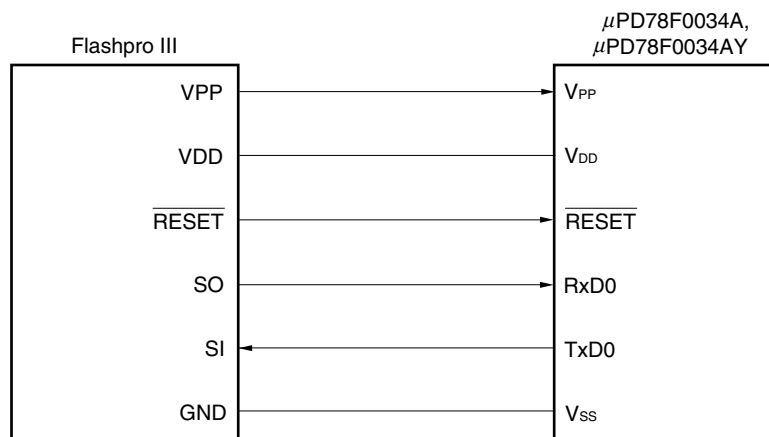 Flashpro III
μPD78F0034A,
μPD78F0034AY
VPP
VPP
VDD
VDD
RESET
RESET
SO
RxD0
SI
TxD0
GND
VSS